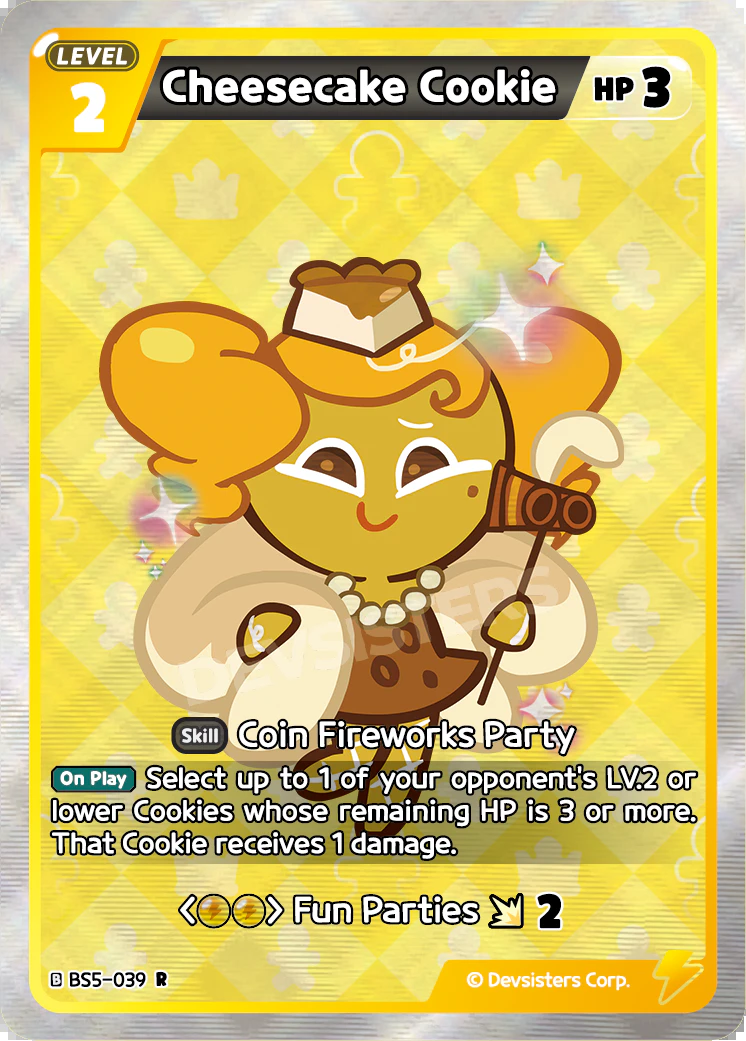 LEVEL
2
Cheesecake Cookie
HP 3
DEVSISTERS
Skill Coin Fireworks Party
On Play Select up to 1 of your opponent's LV.2 or
lower Cookies whose remaining HP is 3 or more.
That Cookie receives 1 damage.
Fun Parties 2
B BS5-039 R
© Devsisters Corp.